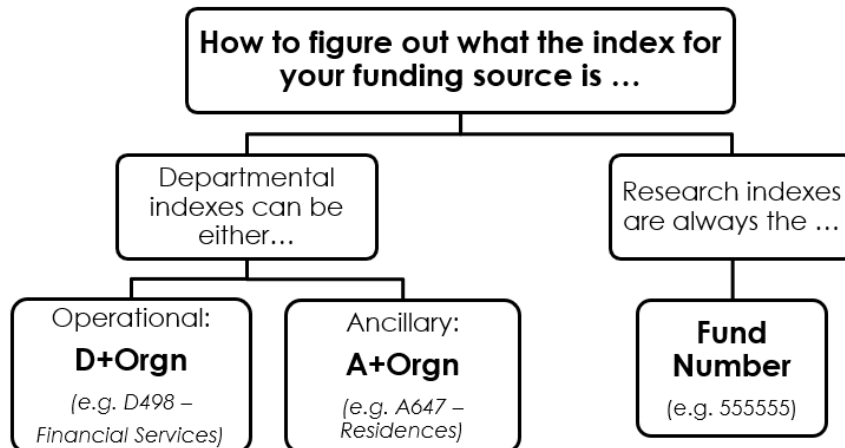 How to figure out what the index for
your funding source is ...
Departmental
indexes can be
either...
Research indexes
are always the ...
Operational:
D+Orgn
(e.g. D498 –
Financial Services)
Ancillary:
A+Orgn
(e.g. A647 –
Residences)
Fund
Number
(e.g. 555555)